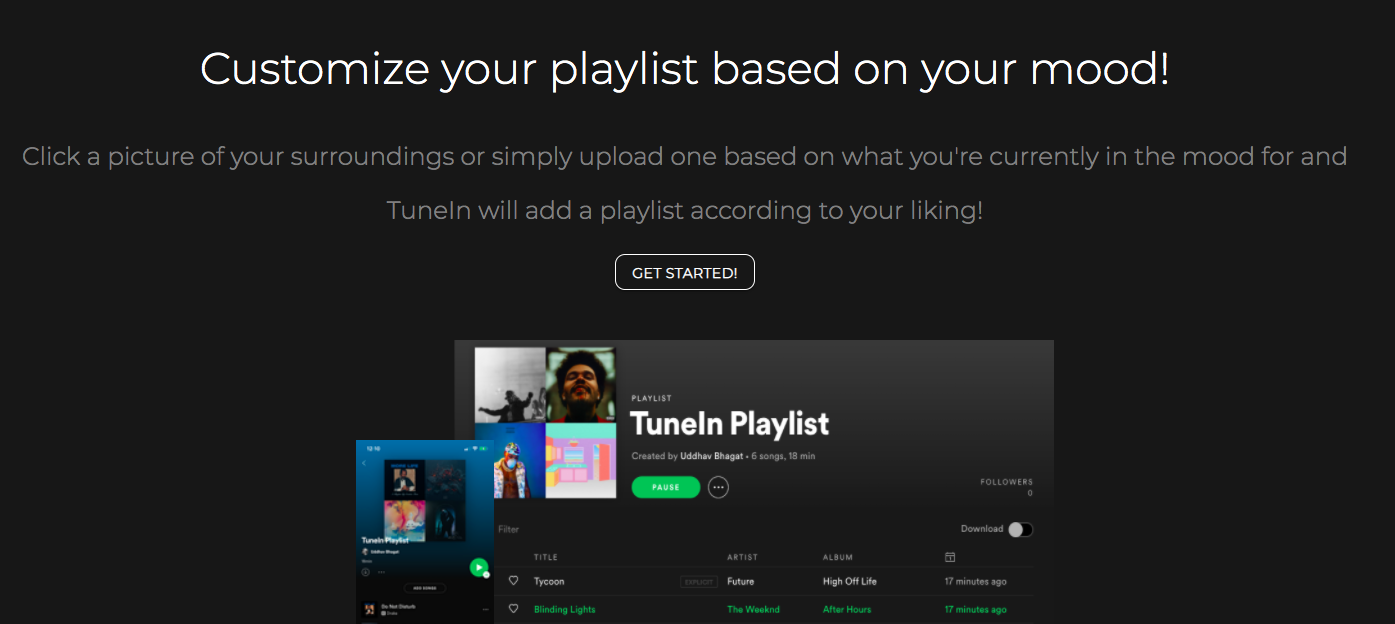 Customize your playlist based on your mood!
Click a picture of your surroundings or simply upload one based on what you're currently in the mood for and
TuneIn will add a playlist according to your liking!
GET STARTED!
PLAYLIST
TuneIn Playlist
Created by Uddhav Bhagat • 6 songs, 18 min
PAUSE
FOLLOWERS
0
Filter
Download
TITLE ARTIST ALBUM
Tycoon EXPLICIT Future High Off Life 17 minutes ago
Blinding Lights The Weeknd After Hours 17 minutes ago
12:10
TuneIn Playlist
Uddhav Bhagat
ADD SONGS
Do Not Disturb
Drake